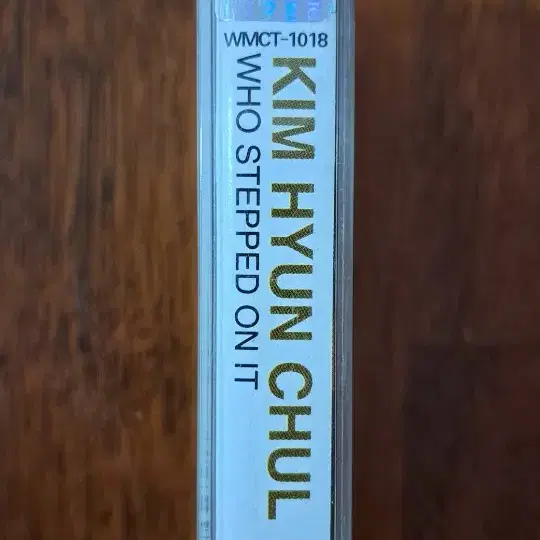 WMCT-1018
KIM HYUN CHUL
WHO STEPPED ON IT